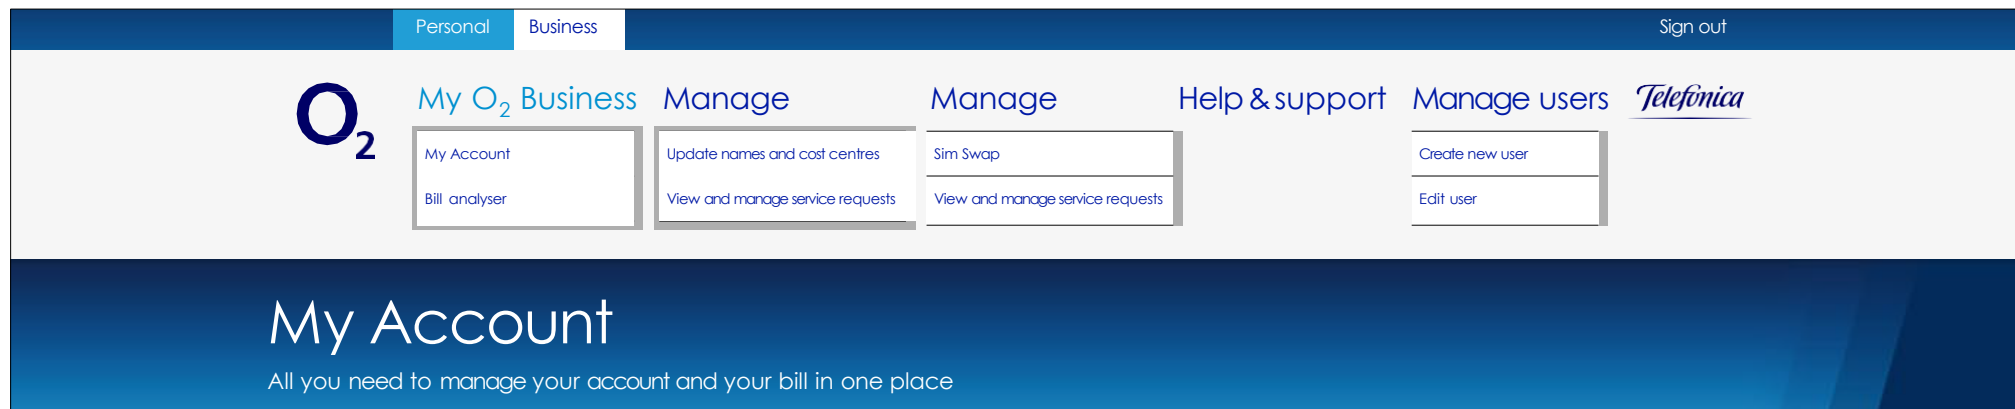 Personal Business Sign out
O2 My O2 Business Manage Manage Help & support Manage users Telefónica
My Account Update names and cost centres Sim Swap Create new user
Bill analyser View and manage service requests View and manage service requests Edit user
My Account
All you need to manage your account and your bill in one place